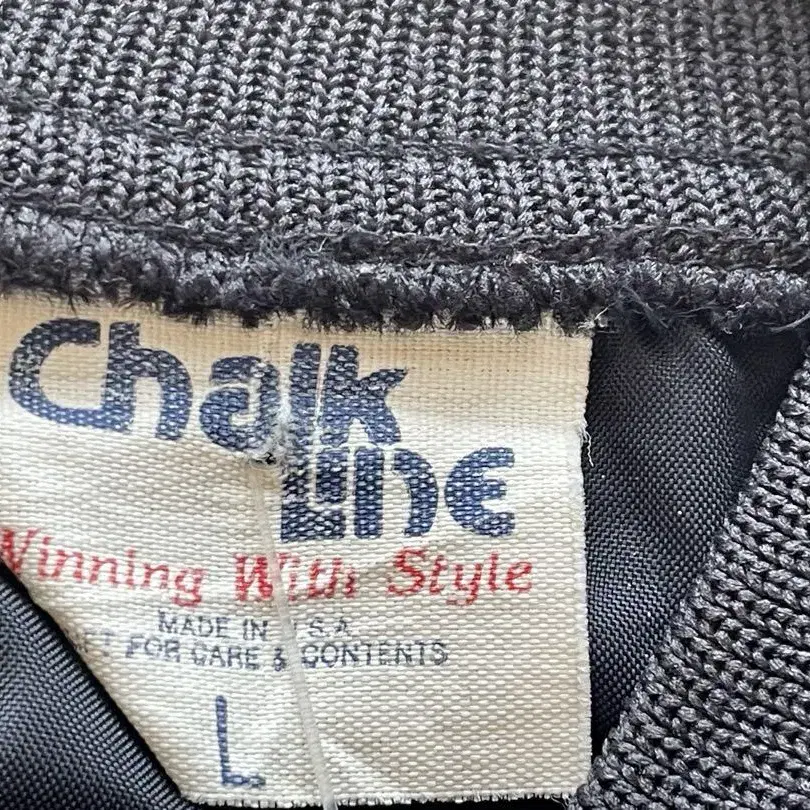 Chalk
LINE
Winning With Style
MADE IN U.S.A.
FOR CARE & CONTENTS
L